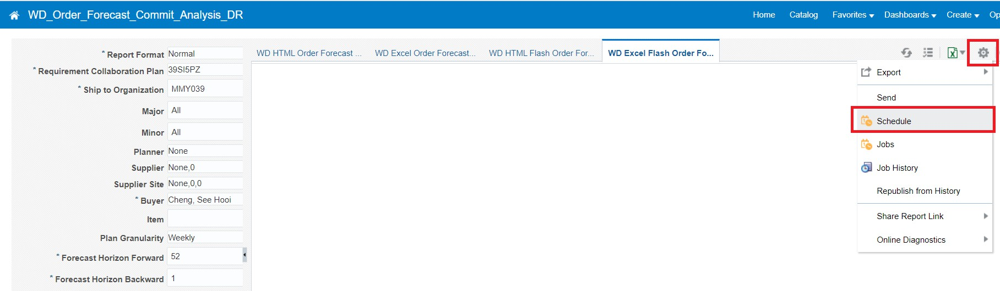 WD_Order_Forecast_Commit_Analysis_DR
Home Catalog Favorites Dashboards Create Op
* Report Format Normal
* Requirement Collaboration Plan 39SI5PZ
* Ship to Organization MMY039
Major All
Minor All
Planner None
Supplier None,0
Supplier Site None,0,0
* Buyer Cheng, See Hooi
Item
Plan Granularity Weekly
* Forecast Horizon Forward 52
* Forecast Horizon Backward 1
WD HTML Order Forecast ... WD Excel Order Forecast... WD HTML Flash Order For... WD Excel Flash Order Fo...
Export
Send
Schedule
Jobs
Job History
Republish from History
Share Report Link
Online Diagnostics